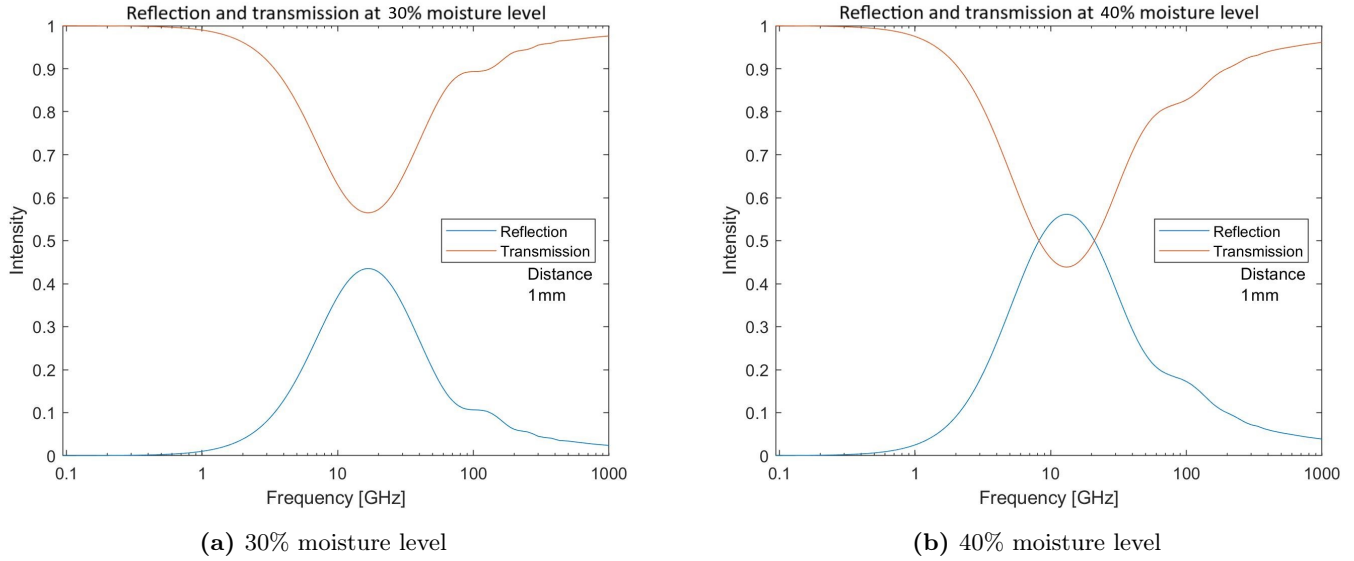 Reflection and transmission at 30% moisture level
1
0.9
0.8
0.7
0.6
0.5
0.4
0.3
0.2
0.1
0
Intensity
Reflection
Transmission
Distance
1mm
0.1 1 10 100 1000
Frequency [GHz]
(a) 30% moisture level
Reflection and transmission at 40% moisture level
1
0.9
0.8
0.7
0.6
0.5
0.4
0.3
0.2
0.1
0
Intensity
Reflection
Transmission
Distance
1mm
0.1 1 10 100 1000
Frequency [GHz]
(b) 40% moisture level